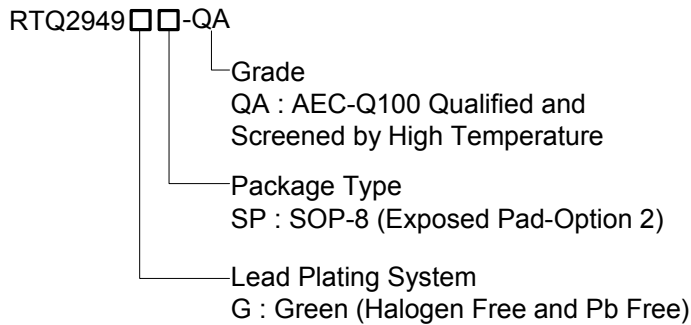 RTQ2949□□-QA
Grade
QA : AEC-Q100 Qualified and
Screened by High Temperature
Package Type
SP : SOP-8 (Exposed Pad-Option 2)
Lead Plating System
G : Green (Halogen Free and Pb Free)